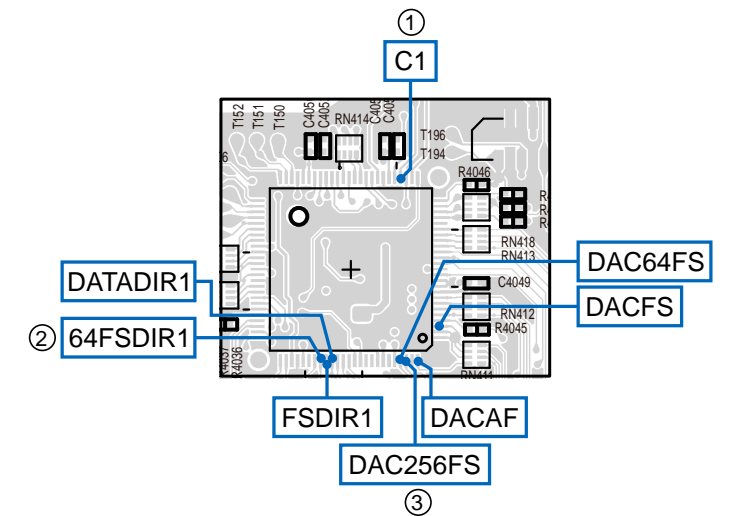 ①
C1
T152
T151
T150
C405
C405
RN414
C405
C405
T196
T194
R4046
RN418
RN413
DATADIR1
DAC64FS
C4049
DACFS
② 64FSDIR1
RN412
R4045
R4037
R4036
RN411
FSDIR1
DACAF
DAC256FS
③